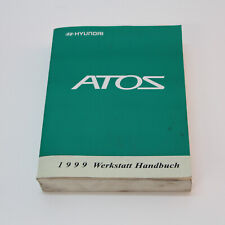 HYUNDAI
ATOS
1999 Werkstatt Handbuch